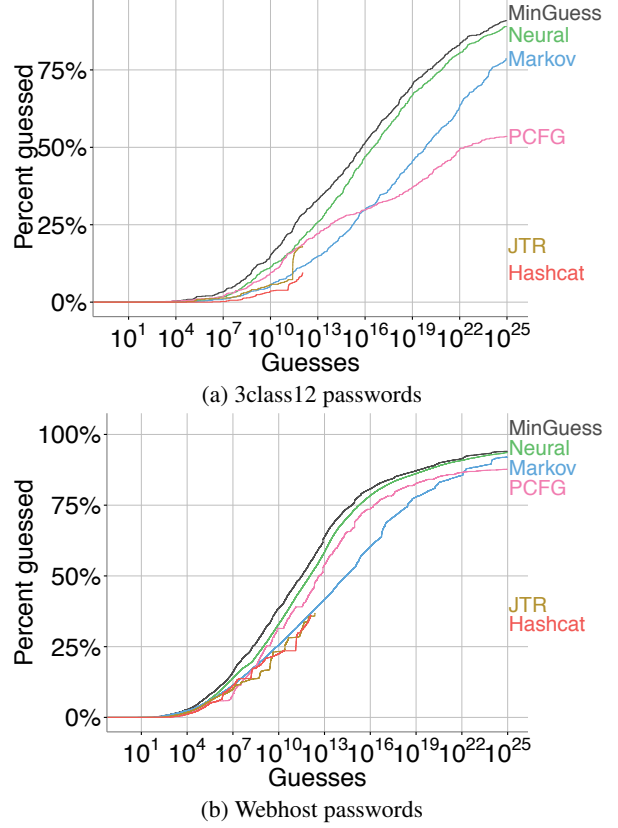 MinGuess
Neural
Markov
75%
Percent guessed
50%
PCFG
25%
JTR
Hashcat
0%
10^1 10^4 10^7 10^10 10^13 10^16 10^19 10^22 10^25
Guesses
(a) 3class12 passwords
100%
MinGuess
Neural
Markov
PCFG
75%
Percent guessed
50%
JTR
Hashcat
25%
0%
10^1 10^4 10^7 10^10 10^13 10^16 10^19 10^22 10^25
Guesses
(b) Webhost passwords